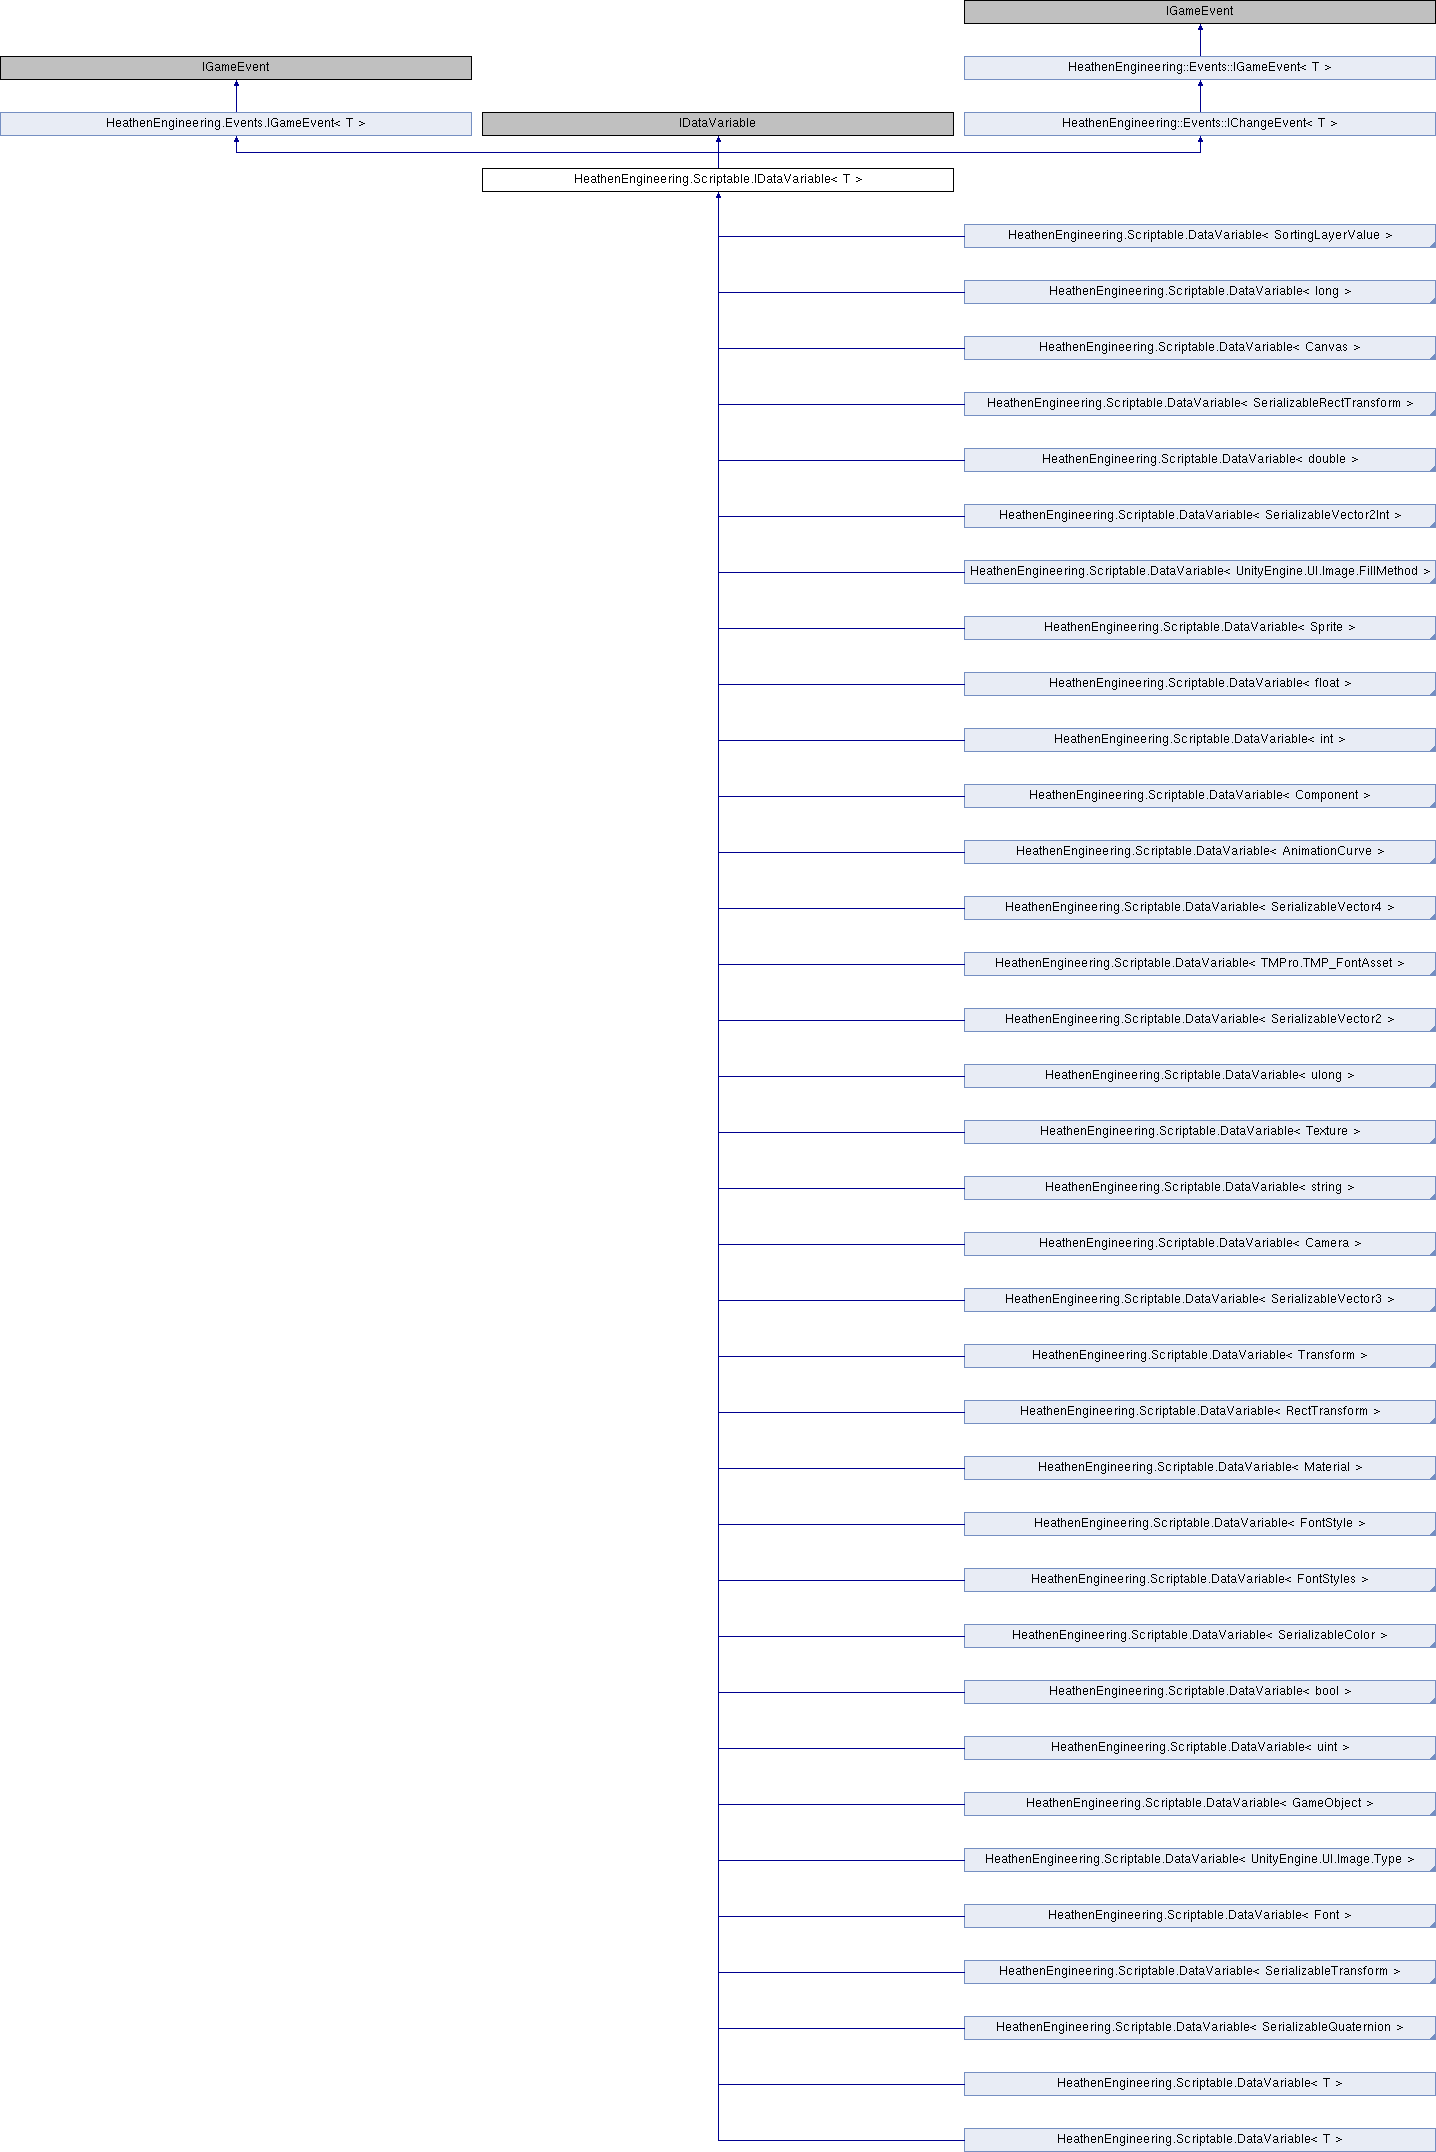 IGameEvent
IGameEvent
HeathenEngineering::Events::IGameEvent< T >
HeathenEngineering.Events.IGameEvent< T >
IDataVariable
HeathenEngineering::Events::IChangeEvent< T >
HeathenEngineering.Scriptable.IDataVariable< T >
HeathenEngineering.Scriptable.DataVariable< SortingLayerValue >
HeathenEngineering.Scriptable.DataVariable< long >
HeathenEngineering.Scriptable.DataVariable< Canvas >
HeathenEngineering.Scriptable.DataVariable< SerializableRectTransform >
HeathenEngineering.Scriptable.DataVariable< double >
HeathenEngineering.Scriptable.DataVariable< SerializableVector2Int >
HeathenEngineering.Scriptable.DataVariable< UnityEngine.UI.Image.FillMethod >
HeathenEngineering.Scriptable.DataVariable< Sprite >
HeathenEngineering.Scriptable.DataVariable< float >
HeathenEngineering.Scriptable.DataVariable< int >
HeathenEngineering.Scriptable.DataVariable< Component >
HeathenEngineering.Scriptable.DataVariable< AnimationCurve >
HeathenEngineering.Scriptable.DataVariable< SerializableVector4 >
HeathenEngineering.Scriptable.DataVariable< TMPro.TMP_FontAsset >
HeathenEngineering.Scriptable.DataVariable< SerializableVector2 >
HeathenEngineering.Scriptable.DataVariable< ulong >
HeathenEngineering.Scriptable.DataVariable< Texture >
HeathenEngineering.Scriptable.DataVariable< string >
HeathenEngineering.Scriptable.DataVariable< Camera >
HeathenEngineering.Scriptable.DataVariable< SerializableVector3 >
HeathenEngineering.Scriptable.DataVariable< Transform >
HeathenEngineering.Scriptable.DataVariable< RectTransform >
HeathenEngineering.Scriptable.DataVariable< Material >
HeathenEngineering.Scriptable.DataVariable< FontStyle >
HeathenEngineering.Scriptable.DataVariable< FontStyles >
HeathenEngineering.Scriptable.DataVariable< SerializableColor >
HeathenEngineering.Scriptable.DataVariable< bool >
HeathenEngineering.Scriptable.DataVariable< uint >
HeathenEngineering.Scriptable.DataVariable< GameObject >
HeathenEngineering.Scriptable.DataVariable< UnityEngine.UI.Image.Type >
HeathenEngineering.Scriptable.DataVariable< Font >
HeathenEngineering.Scriptable.DataVariable< SerializableTransform >
HeathenEngineering.Scriptable.DataVariable< SerializableQuaternion >
HeathenEngineering.Scriptable.DataVariable< T >
HeathenEngineering.Scriptable.DataVariable< T >